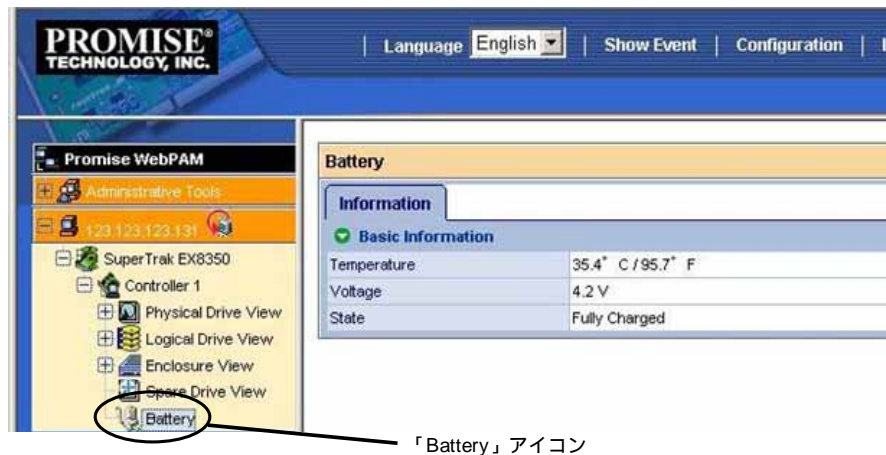 PROMISE®
TECHNOLOGY, INC.
| Language English | Show Event | Configuration |
Promise WebPAM
Administrative Tools
123.123.123.131
SuperTrak EX8350
Controller 1
Physical Drive View
Logical Drive View
Enclosure View
Spare Drive View
Battery
Battery
Information
Basic Information
Temperature 35.4° C / 95.7° F
Voltage 4.2 V
State Fully Charged
「Battery」アイコン